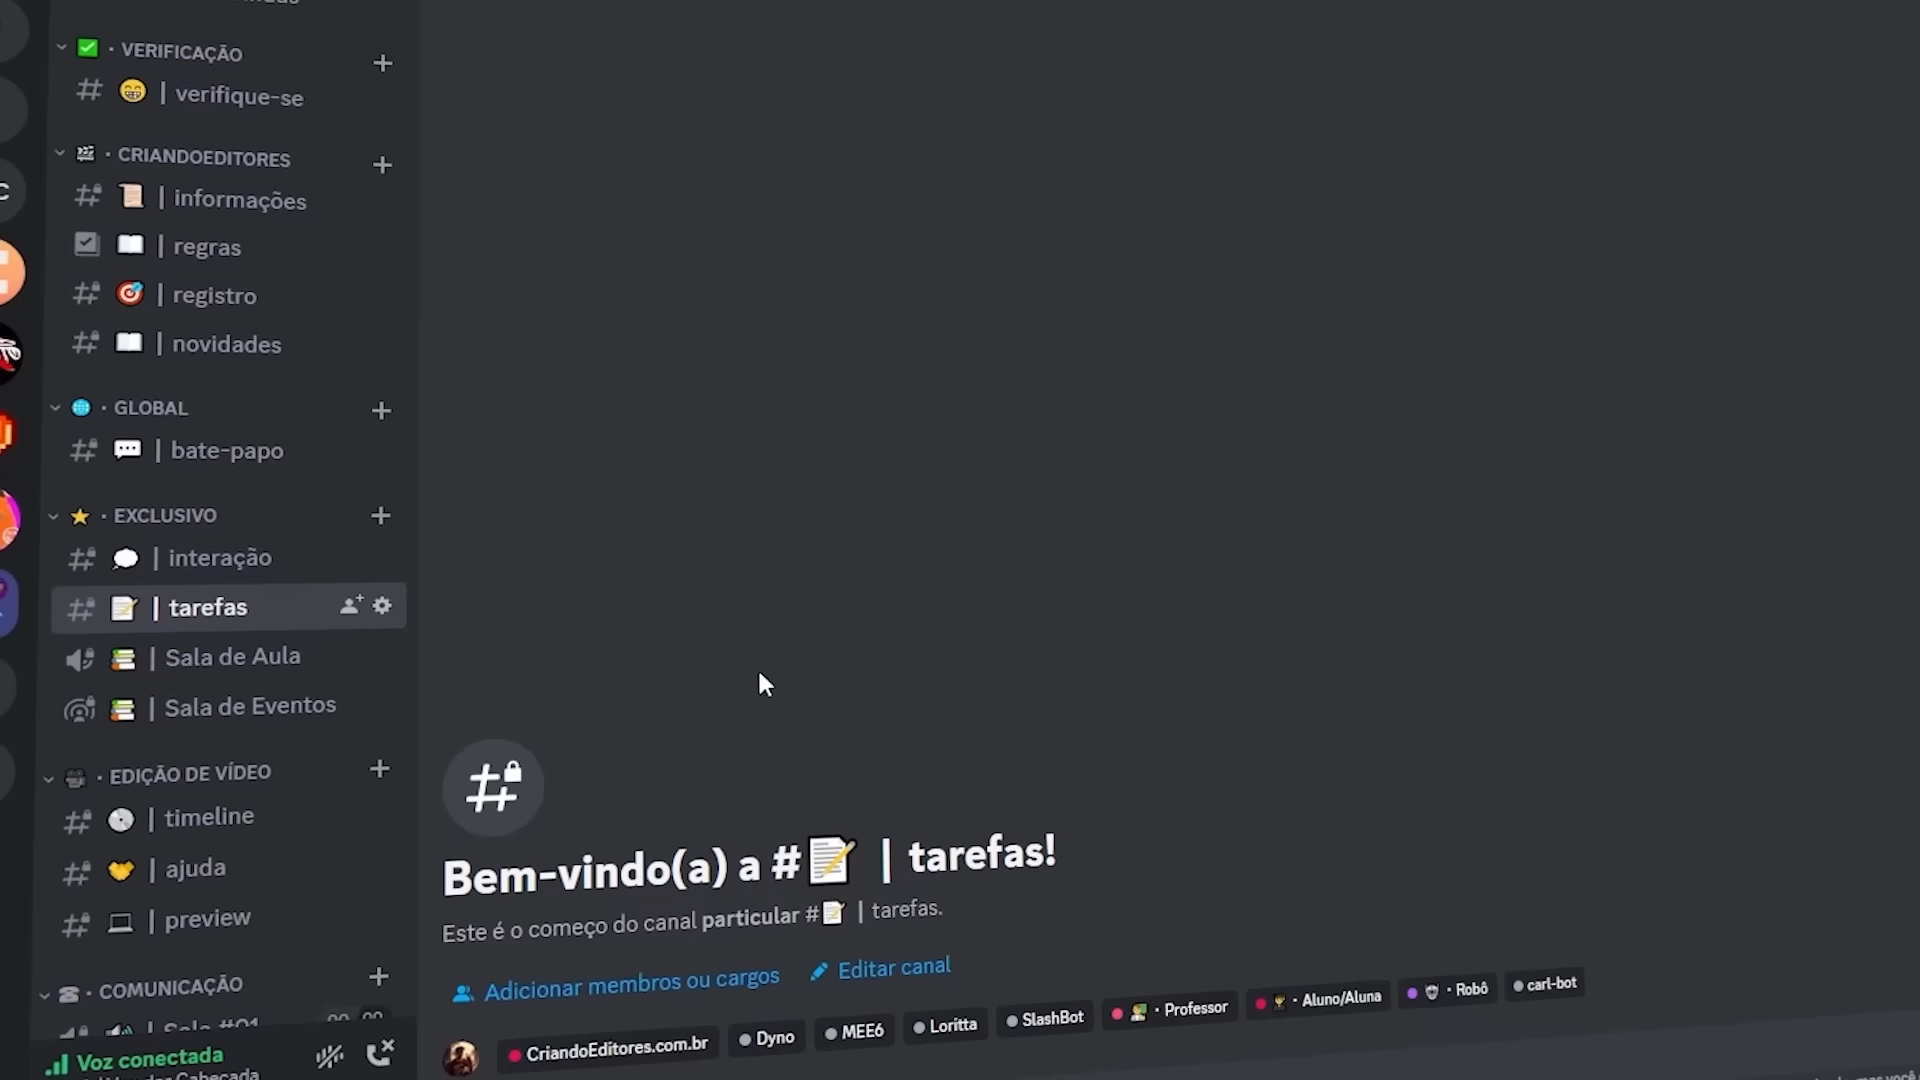 · VERIFICAÇÃO
| verifique-se
· CRIANDOEDITORES
| informações
| regras
| registro
| novidades
· GLOBAL
| bate-papo
· EXCLUSIVO
| interação
| tarefas
| Sala de Aula
| Sala de Eventos
· EDIÇÃO DE VÍDEO
| timeline
| ajuda
| preview
· COMUNICAÇÃO
| Sala #01
Voz conectada
Bem-vindo(a) a # | tarefas!
Este é o começo do canal particular # | tarefas.
Adicionar membros ou cargos Editar canal
CriandoEditores.com.br Dyno MEE6 Loritta SlashBot · Professor · Aluno/Aluna · Robô carl-bot